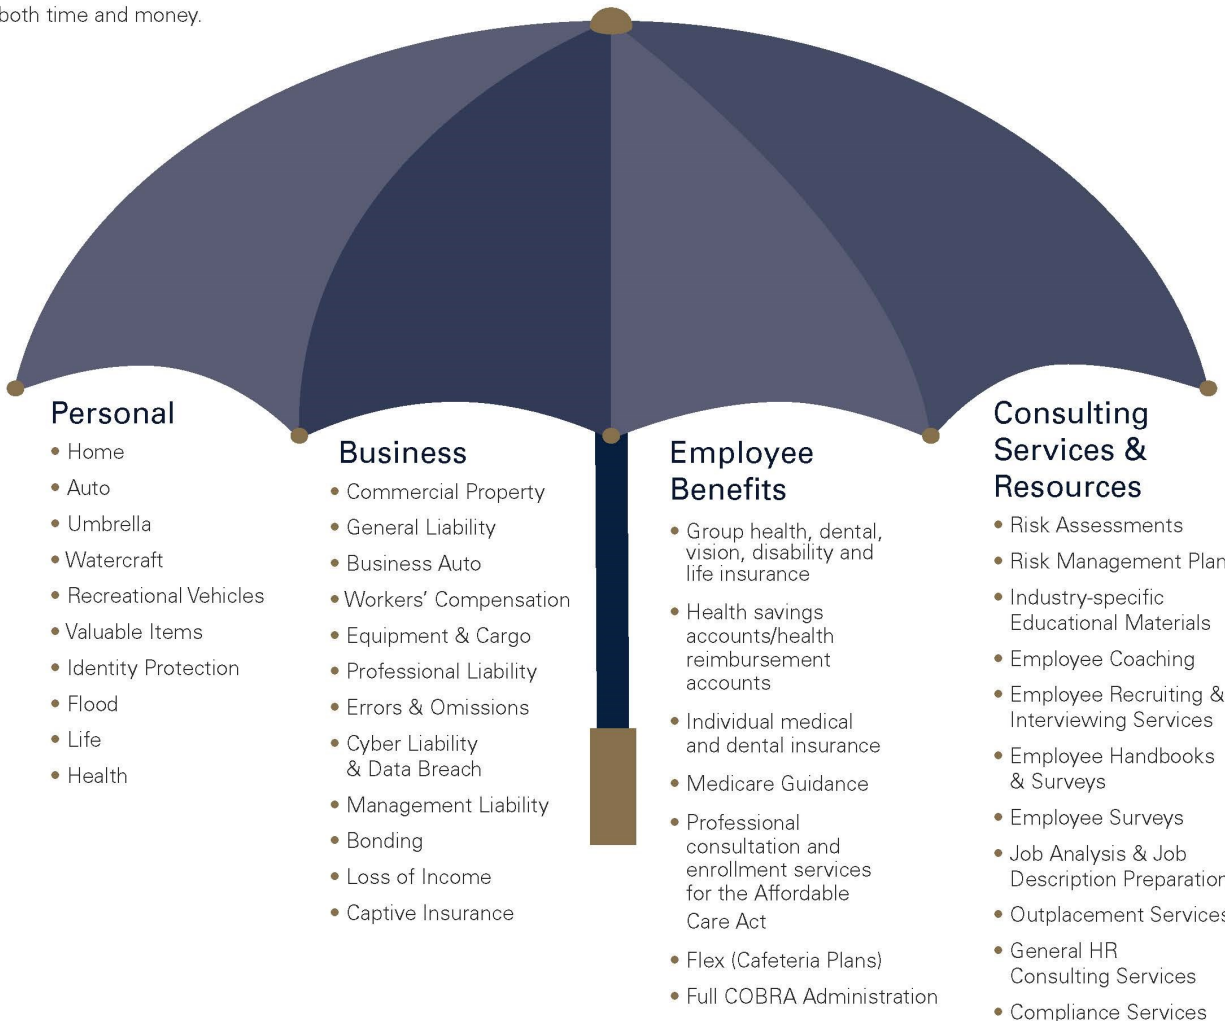 both time and money.
Personal
• Home
• Auto
• Umbrella
• Watercraft
• Recreational Vehicles
• Valuable Items
• Identity Protection
• Flood
• Life
• Health
Business
• Commercial Property
• General Liability
• Business Auto
• Workers’ Compensation
• Equipment & Cargo
• Professional Liability
• Errors & Omissions
• Cyber Liability
& Data Breach
• Management Liability
• Bonding
• Loss of Income
• Captive Insurance
Employee
Benefits
• Group health, dental,
vision, disability and
life insurance
• Health savings
accounts/health
reimbursement
accounts
• Individual medical
and dental insurance
• Medicare Guidance
• Professional
consultation and
enrollment services
for the Affordable
Care Act
• Flex (Cafeteria Plans)
• Full COBRA Administration
Consulting
Services &
Resources
• Risk Assessments
• Risk Management Plan
• Industry-specific
Educational Materials
• Employee Coaching
• Employee Recruiting &
Interviewing Services
• Employee Handbooks
& Surveys
• Employee Surveys
• Job Analysis & Job
Description Preparation
• Outplacement Services
• General HR
Consulting Services
• Compliance Services